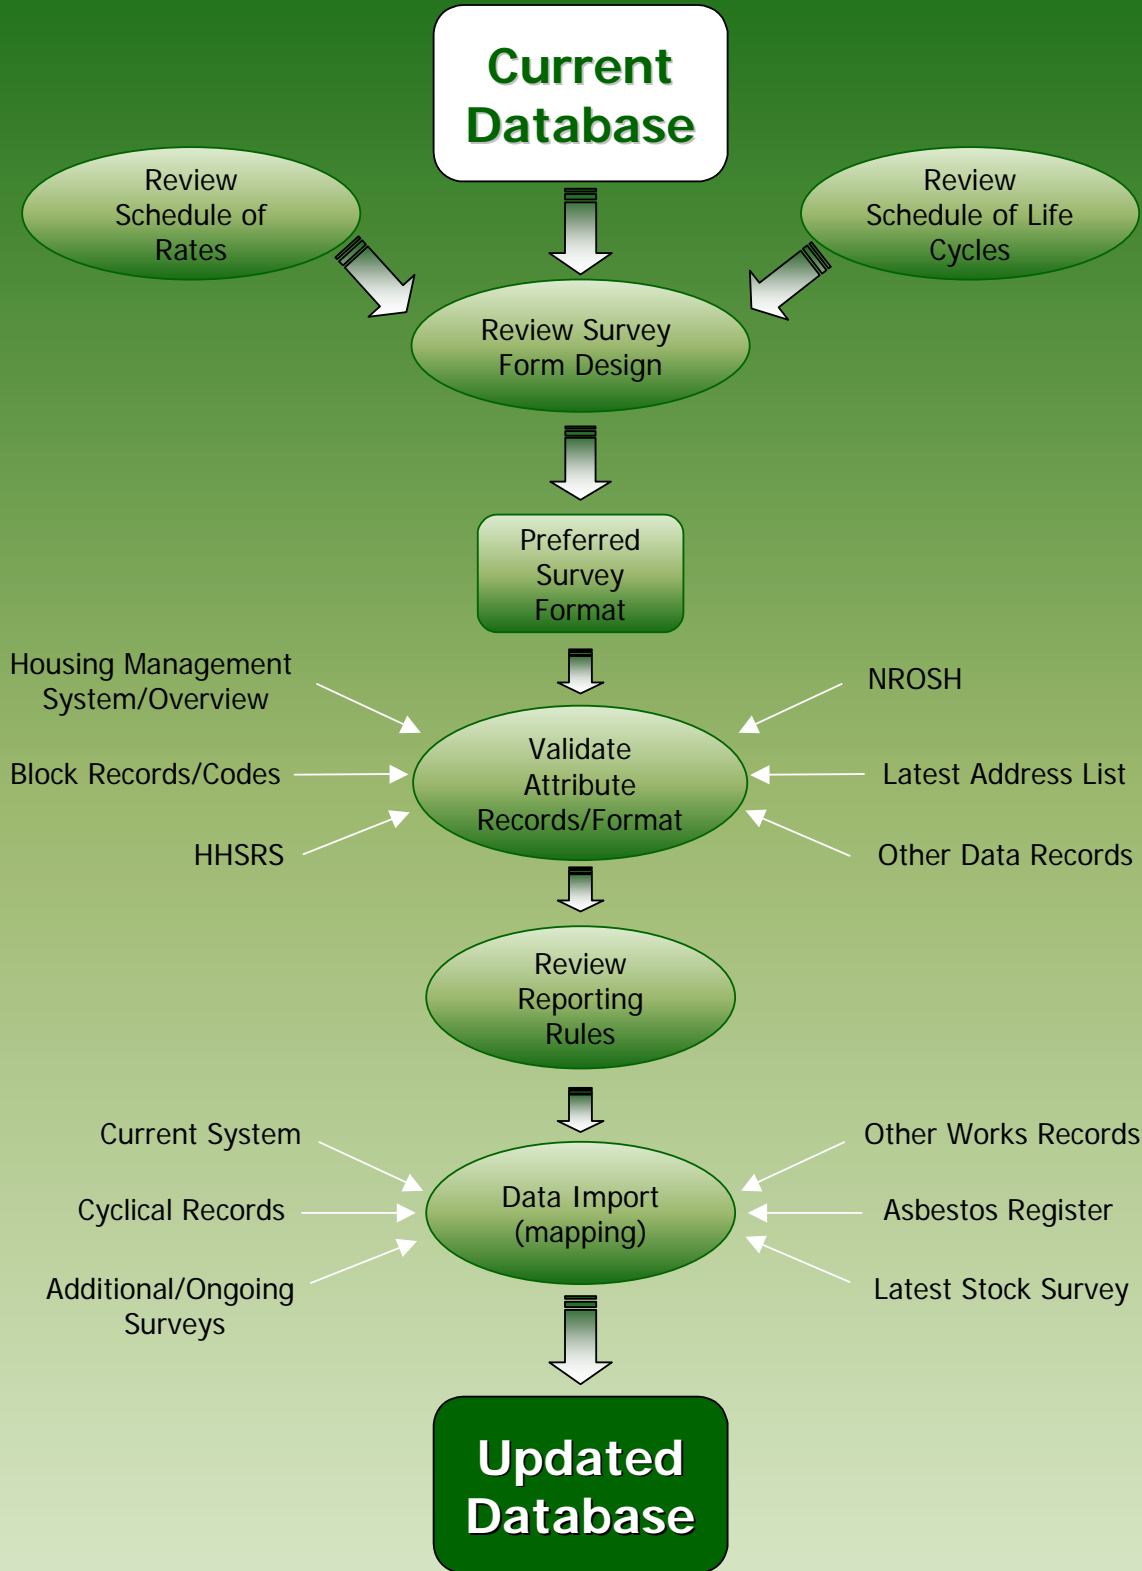 Current
Database
Review
Schedule of
Rates
Review
Schedule of Life
Cycles
Review Survey
Form Design
Preferred
Survey
Format
Housing Management
System/Overview
Block Records/Codes
HHSRS
Validate
Attribute
Records/Format
NROSH
Latest Address List
Other Data Records
Review
Reporting
Rules
Current System
Cyclical Records
Additional/Ongoing
Surveys
Data Import
(mapping)
Other Works Records
Asbestos Register
Latest Stock Survey
Updated
Database